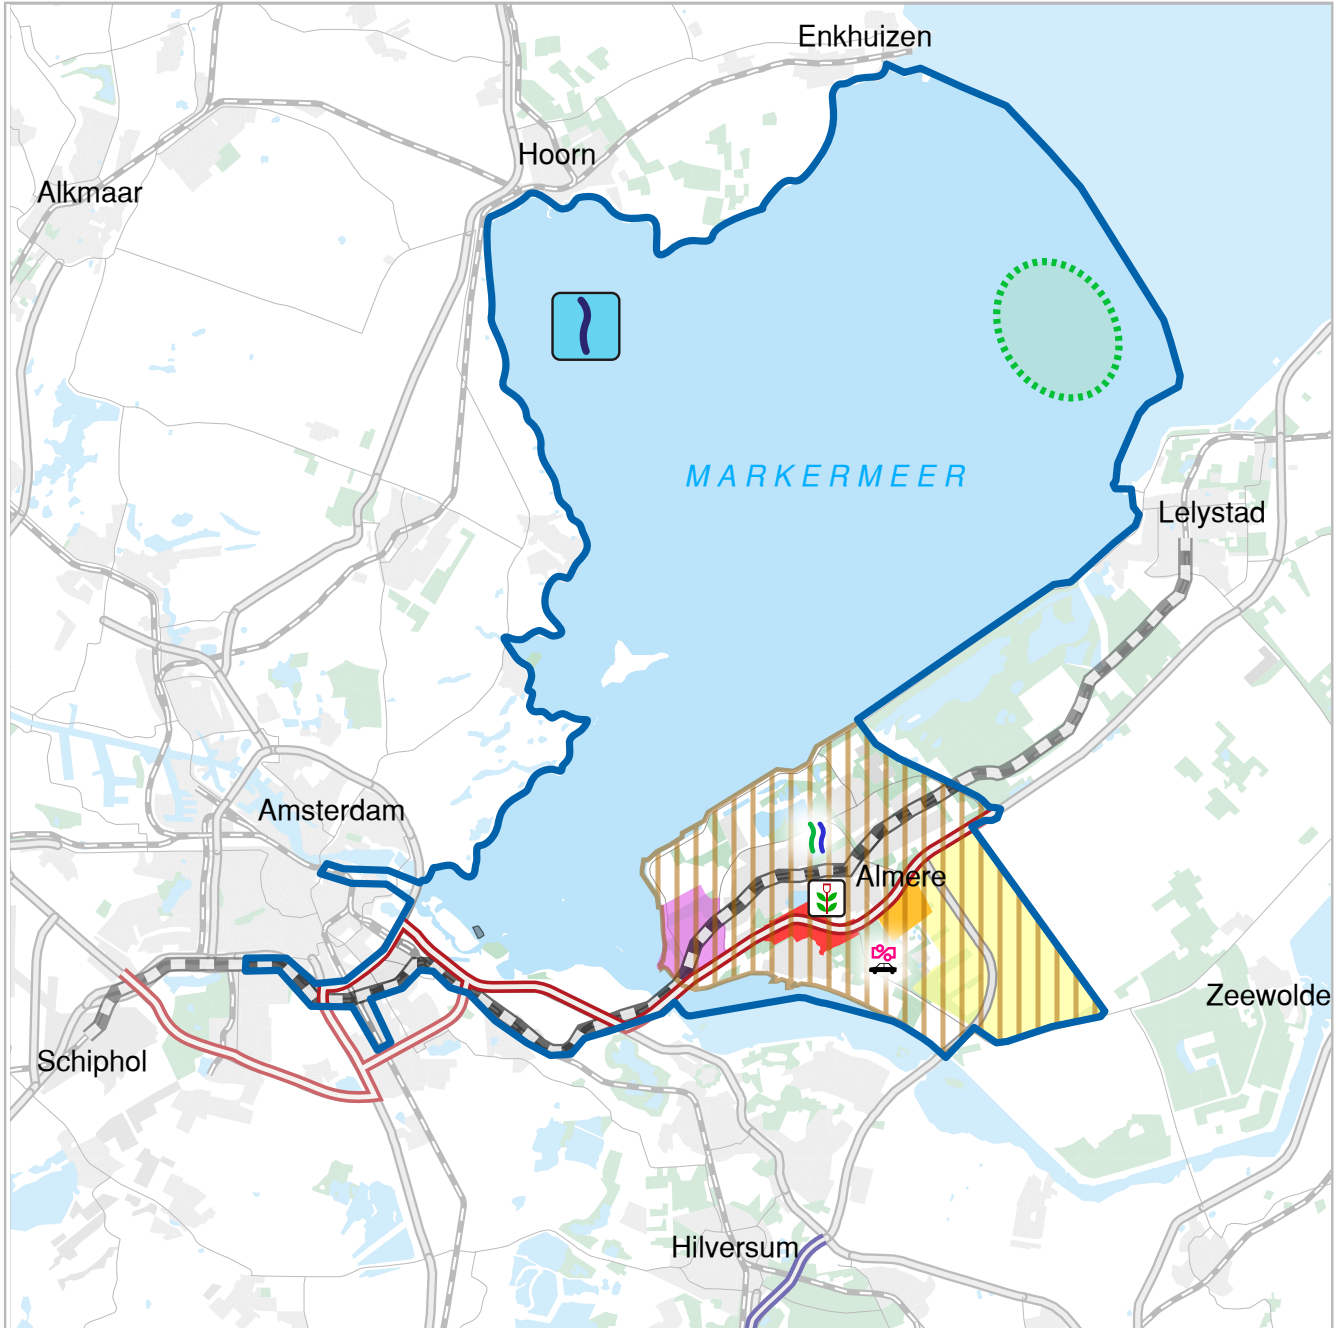 Enkhuizen
Hoorn
Alkmaar
MARKERMEER
Lelystad
Amsterdam
Almere
Zeewolde
Schiphol
Hilversum